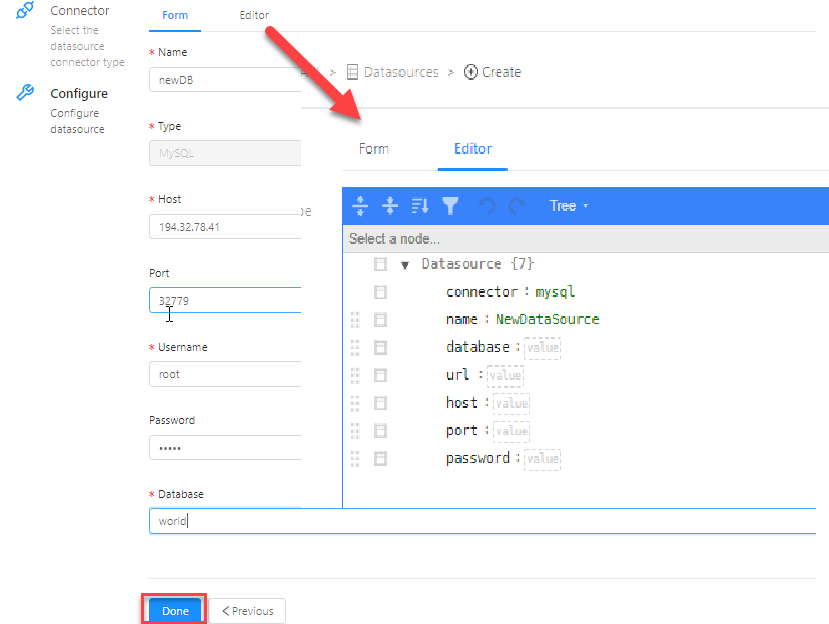 Connector
Select the
datasource
connector type
Configure
Configure
datasource
Form Editor
* Name
newDB
* Type
MySQL
* Host
194.32.78.41
Port
32779
* Username
root
Password
•••••
* Database
world
Done
< Previous
> Datasources > Create
Form Editor
Tree
Select a node...
Datasource {7}
connector : mysql
name : NewDataSource
database : value
url : value
host : value
port : value
password : value